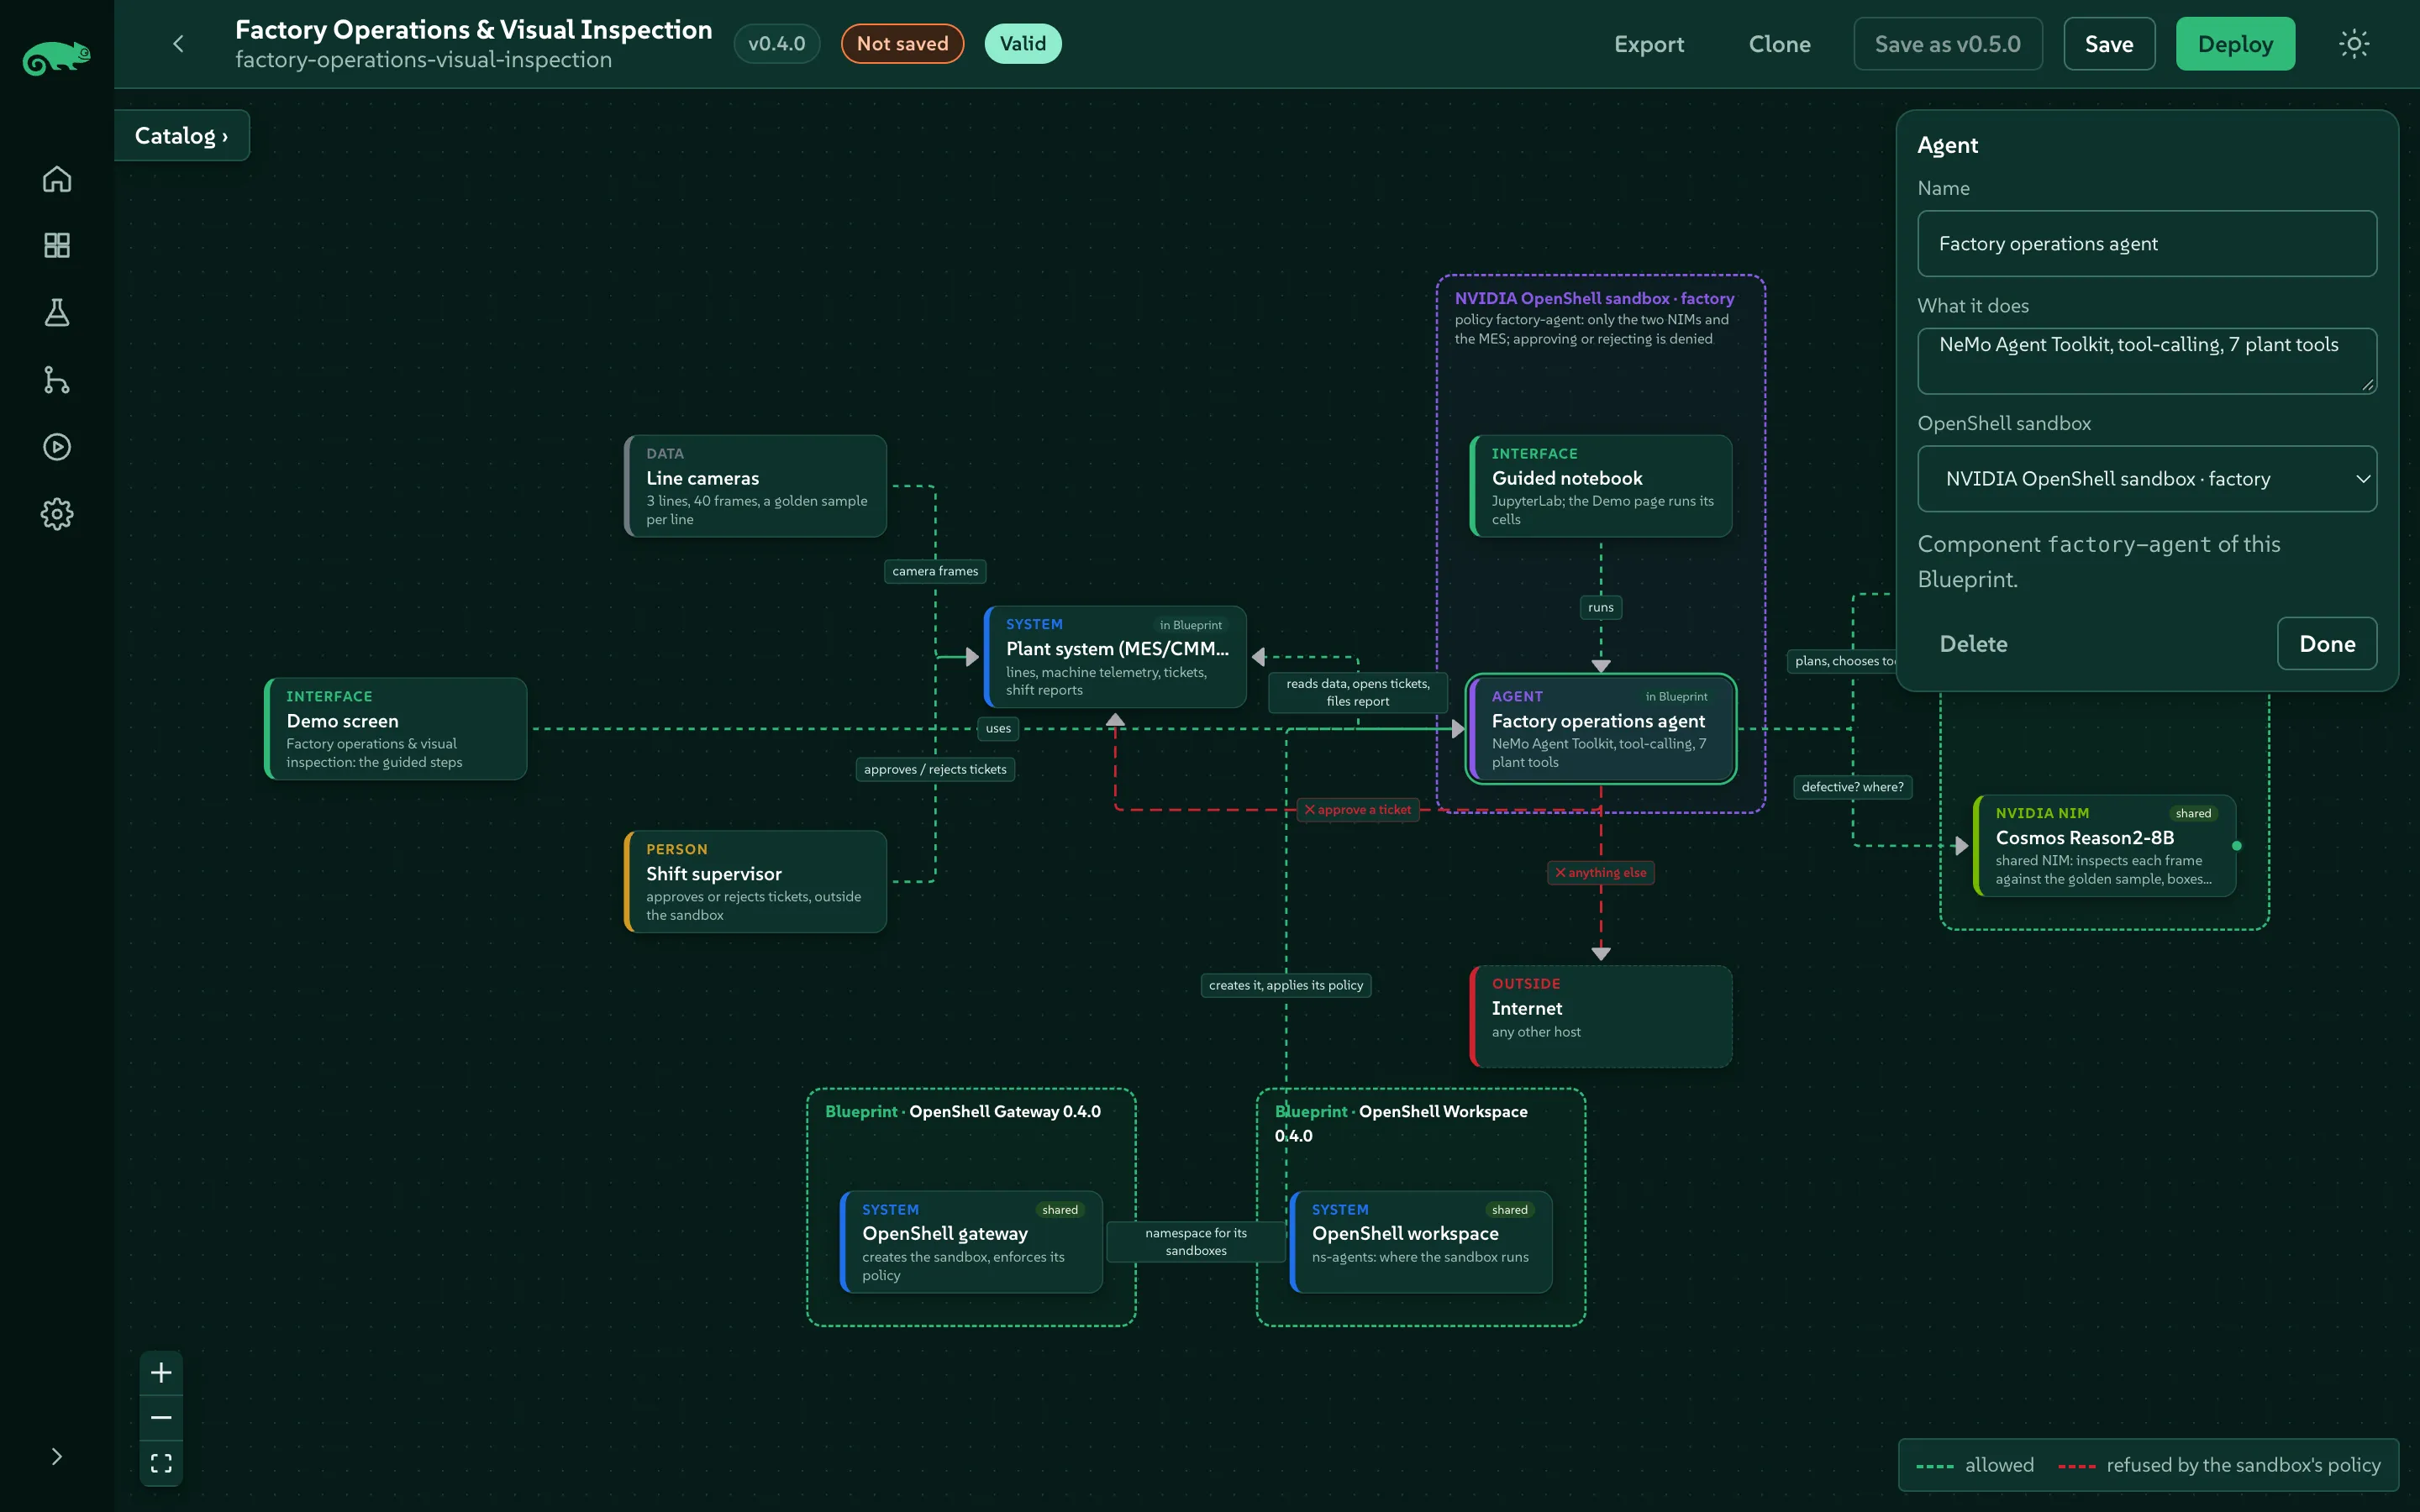 Factory Operations & Visual Inspection
factory-operations-visual-inspection
v0.4.0
Not saved
Valid
Export
Clone
Save as v0.5.0
Save
Deploy
Catalog ›
Agent
Name
Factory operations agent
What it does
NeMo Agent Toolkit, tool-calling, 7 plant tools
OpenShell sandbox
NVIDIA OpenShell sandbox · factory
Component factory-agent of this
Blueprint.
Delete
Done
NVIDIA OpenShell sandbox · factory
policy factory-agent: only the two NIMs and
the MES; approving or rejecting is denied
DATA
Line cameras
3 lines, 40 frames, a golden sample
per line
INTERFACE
Guided notebook
JupyterLab; the Demo page runs its
cells
camera frames
runs
SYSTEM
in Blueprint
Plant system (MES/CMM...
lines, machine telemetry, tickets,
shift reports
reads data, opens tickets,
files report
plans, chooses
INTERFACE
Demo screen
Factory operations & visual
inspection: the guided steps
uses
AGENT
in Blueprint
Factory operations agent
NeMo Agent Toolkit, tool-calling, 7
plant tools
approves / rejects tickets
defective? where?
✕ approve a ticket
NVIDIA NIM
shared
Cosmos Reason2-8B
shared NIM: inspects each frame
against the golden sample, boxes...
PERSON
Shift supervisor
approves or rejects tickets, outside
the sandbox
✕ anything else
creates it, applies its policy
OUTSIDE
Internet
any other host
Blueprint · OpenShell Gateway 0.4.0
Blueprint · OpenShell Workspace
0.4.0
SYSTEM
shared
OpenShell gateway
creates the sandbox, enforces its
policy
namespace for its
sandboxes
SYSTEM
shared
OpenShell workspace
ns-agents: where the sandbox runs
allowed
refused by the sandbox's policy